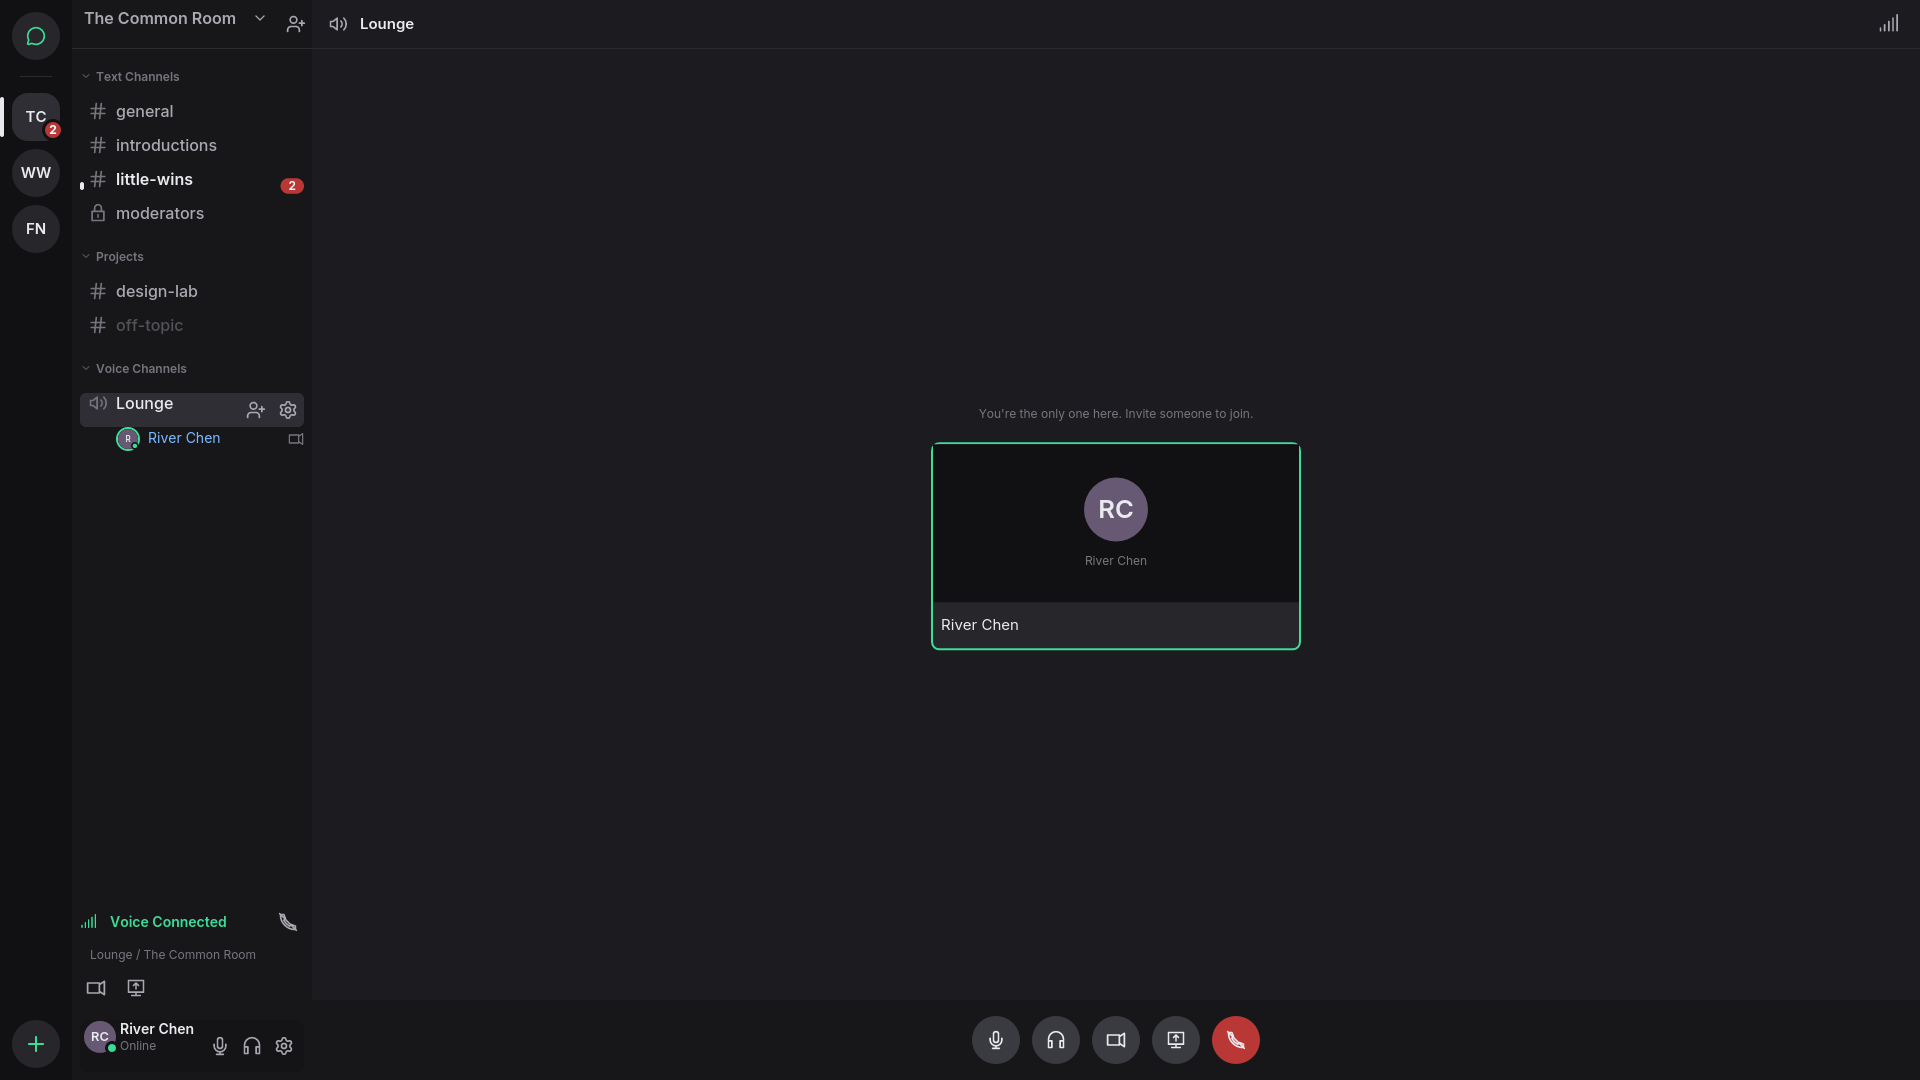 TC
2
WW
FN
The Common Room
Text Channels
general
introductions
little-wins
2
moderators
Projects
design-lab
off-topic
Voice Channels
Lounge
R
River Chen
Voice Connected
Lounge / The Common Room
RC
River Chen
Online
Lounge
You're the only one here. Invite someone to join.
RC
River Chen
River Chen